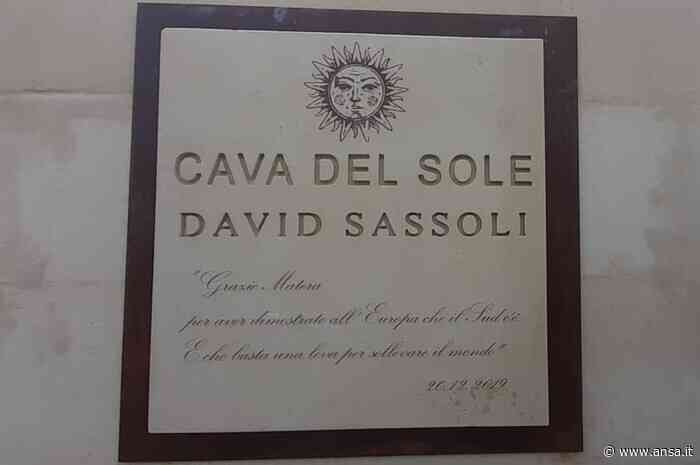 CAVA DEL SOLE
DAVID SASSOLI
"Grazie Matera
per aver dimostrato all'Europa che il Sud c'è
E che basta una leva per sollevare il mondo"
20.12.2019
www.ansa.it